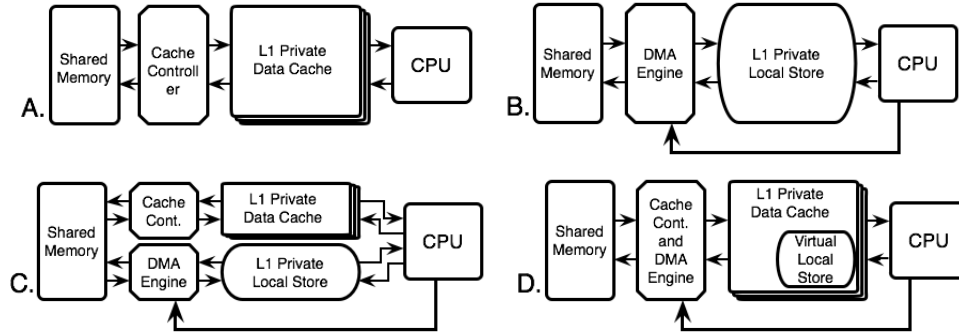 A.
Shared
Memory
Cache
Controll
er
L1 Private
Data Cache
CPU
B.
Shared
Memory
DMA
Engine
L1 Private
Local Store
CPU
C.
Shared
Memory
Cache
Cont.
L1 Private
Data Cache
DMA
Engine
L1 Private
Local Store
CPU
D.
Shared
Memory
Cache
Cont.
and
DMA
Engine
L1 Private
Data Cache
Virtual
Local
Store
CPU